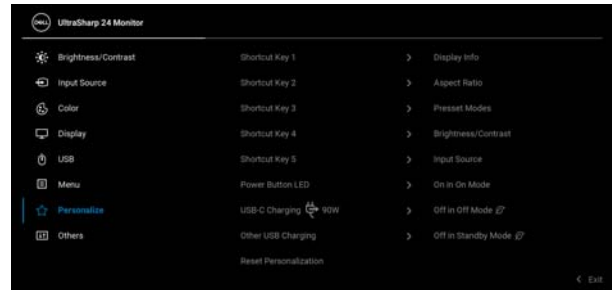 DELL UltraSharp 24 Monitor
Brightness/Contrast Shortcut Key 1 > Display Info
Input Source Shortcut Key 2 > Aspect Ratio
Color Shortcut Key 3 > Presset Modes
Display Shortcut Key 4 > Brightness/Contrast
USB Shortcut Key 5 > Input Source
Menu Power Button LED > On in On Mode
Personalize USB-C Charging 90W > Off in Off Mode
Others Other USB Charging > Off in Standby Mode
Reset Personalization
< Exit